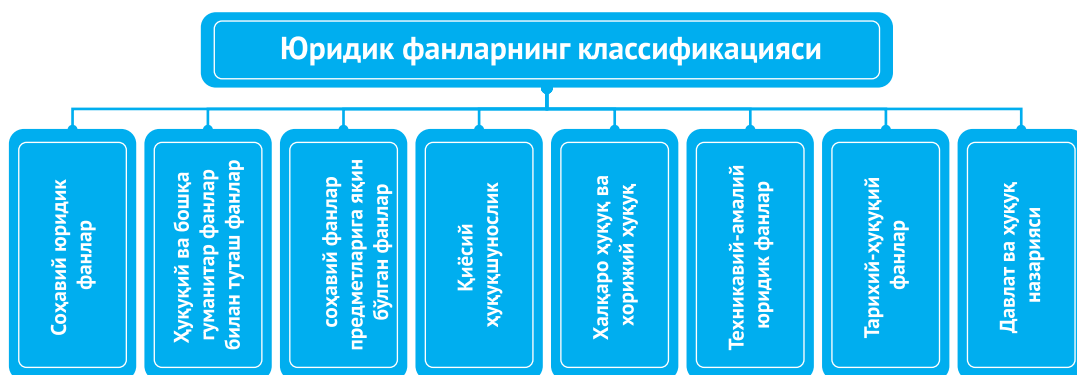 Юридик фанларнинг классификацияси
Соҳавий юридик
фанлар
Ҳуқуқий ва бошқа
гуманитар фанлар
билан туташ фанлар
соҳавий фанлар
предметларига яқин
бўлган фанлар
Қиёсий
ҳуқуқшунослик
Халқаро ҳуқуқ ва
хорижий ҳуқуқ
Техникавий-амалий
юридик фанлар
Тарихий-ҳуқуқий
фанлар
Давлат ва ҳуқуқ
назарияси